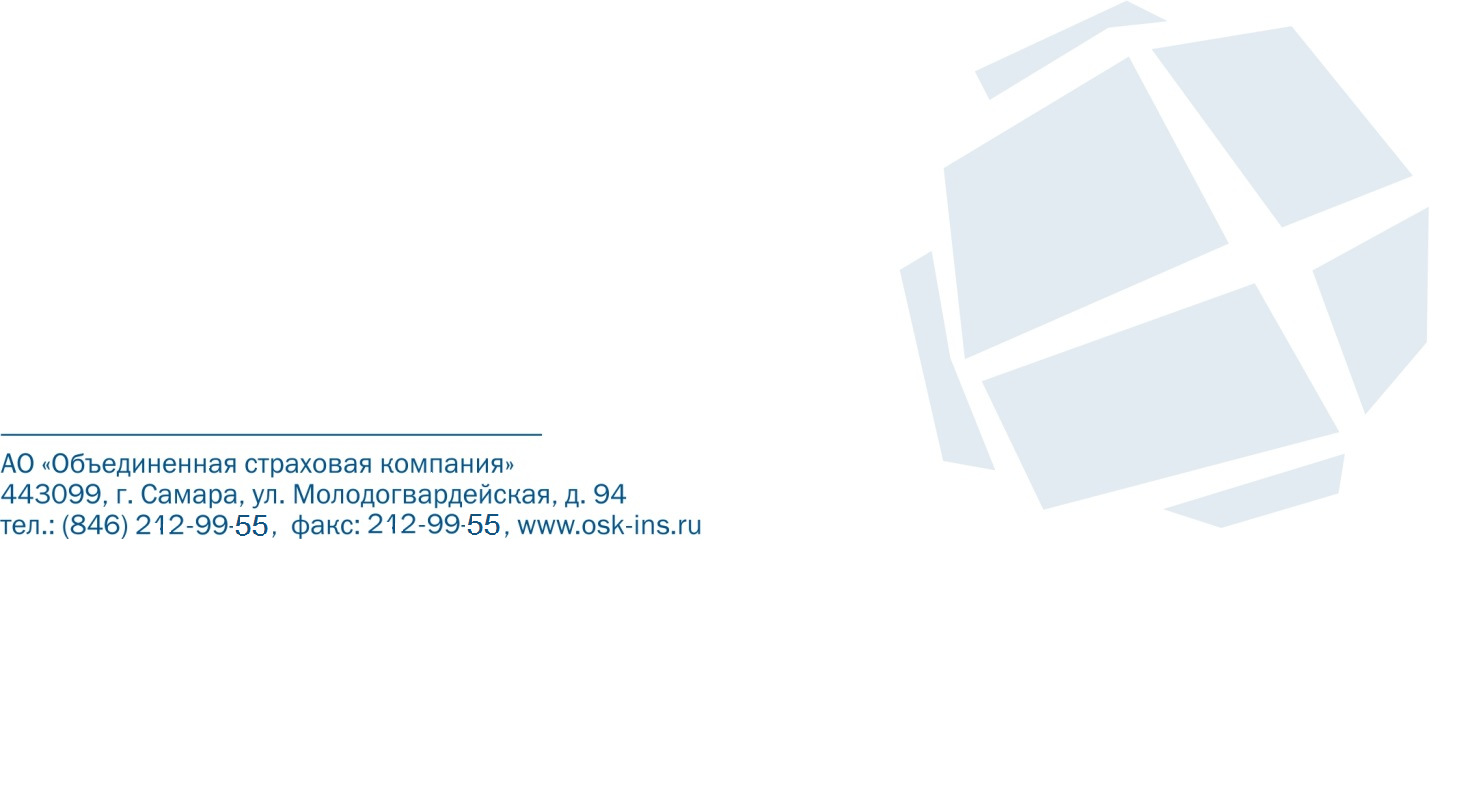 АО «Объединенная страховая компания»
443099, г. Самара, ул. Молодогвардейская, д. 94
тел.: (846) 212-99-55, факс: 212-99-55, www.osk-ins.ru